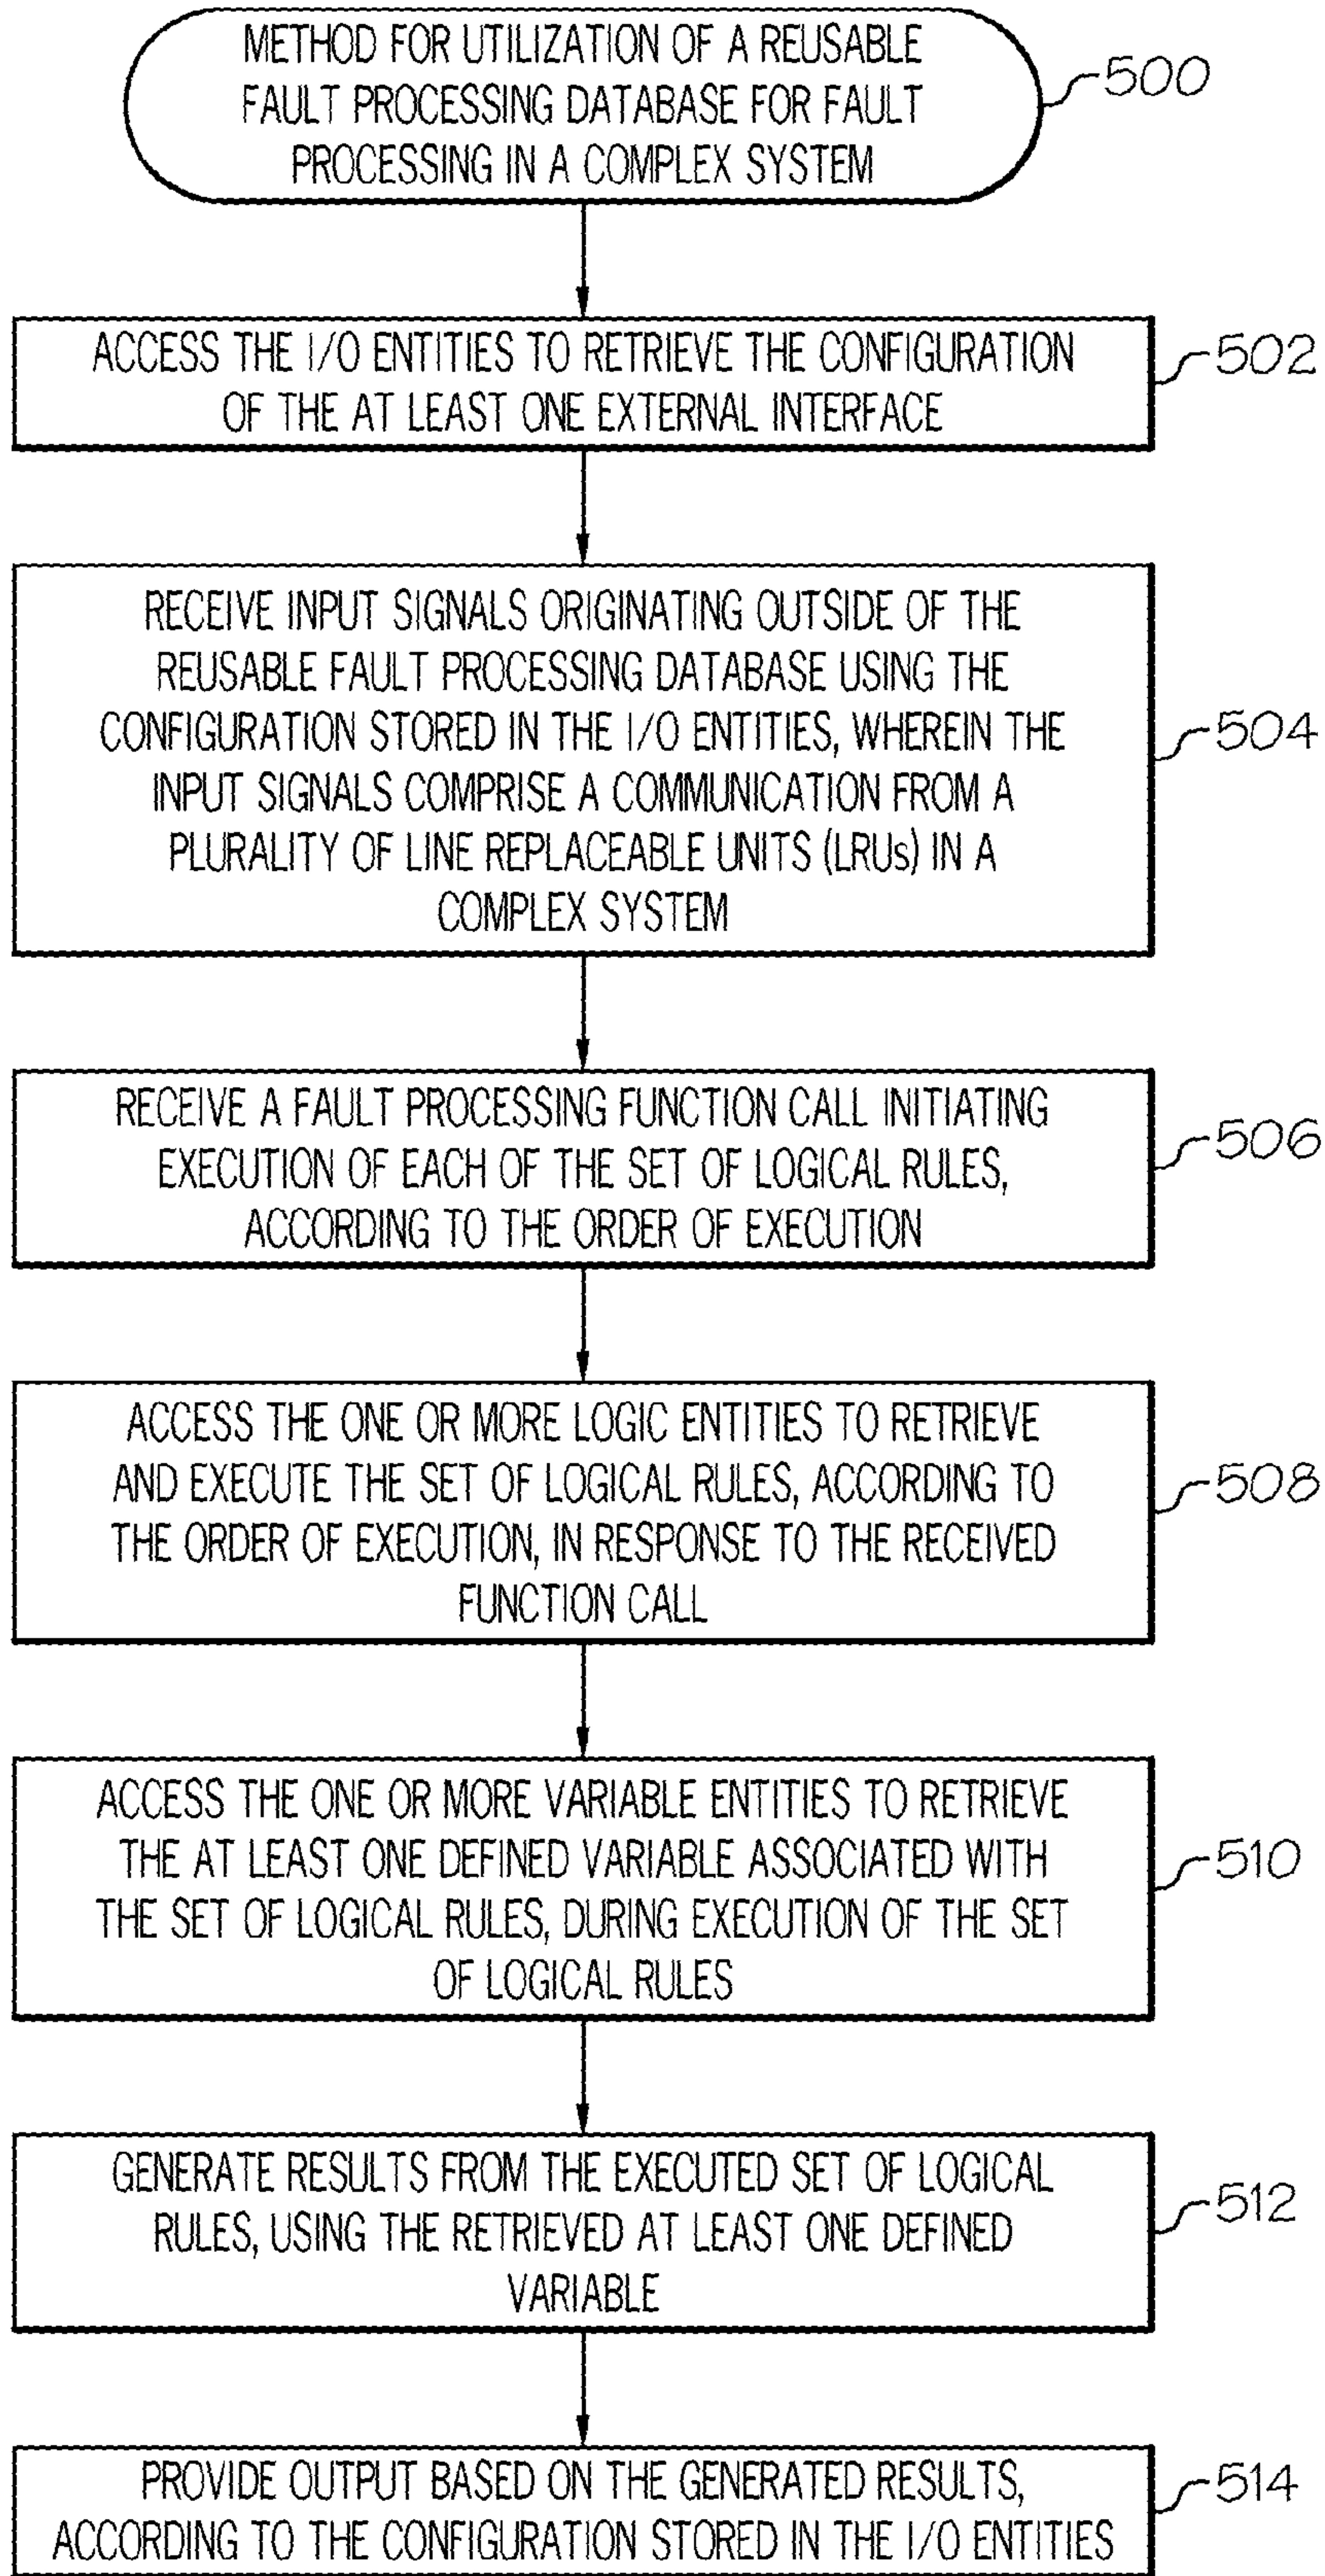 METHOD FOR UTILIZATION OF A REUSABLE
FAULT PROCESSING DATABASE FOR FAULT
PROCESSING IN A COMPLEX SYSTEM
500
ACCESS THE I/O ENTITIES TO RETRIEVE THE CONFIGURATION
OF THE AT LEAST ONE EXTERNAL INTERFACE
502
RECEIVE INPUT SIGNALS ORIGINATING OUTSIDE OF THE
REUSABLE FAULT PROCESSING DATABASE USING THE
CONFIGURATION STORED IN THE I/O ENTITIES, WHEREIN THE
INPUT SIGNALS COMPRISE A COMMUNICATION FROM A
PLURALITY OF LINE REPLACEABLE UNITS (LRUs) IN A
COMPLEX SYSTEM
504
RECEIVE A FAULT PROCESSING FUNCTION CALL INITIATING
EXECUTION OF EACH OF THE SET OF LOGICAL RULES,
ACCORDING TO THE ORDER OF EXECUTION
506
ACCESS THE ONE OR MORE LOGIC ENTITIES TO RETRIEVE
AND EXECUTE THE SET OF LOGICAL RULES, ACCORDING TO
THE ORDER OF EXECUTION, IN RESPONSE TO THE RECEIVED
FUNCTION CALL
508
ACCESS THE ONE OR MORE VARIABLE ENTITIES TO RETRIEVE
THE AT LEAST ONE DEFINED VARIABLE ASSOCIATED WITH
THE SET OF LOGICAL RULES, DURING EXECUTION OF THE SET
OF LOGICAL RULES
510
GENERATE RESULTS FROM THE EXECUTED SET OF LOGICAL
RULES, USING THE RETRIEVED AT LEAST ONE DEFINED
VARIABLE
512
PROVIDE OUTPUT BASED ON THE GENERATED RESULTS,
ACCORDING TO THE CONFIGURATION STORED IN THE I/O ENTITIES
514